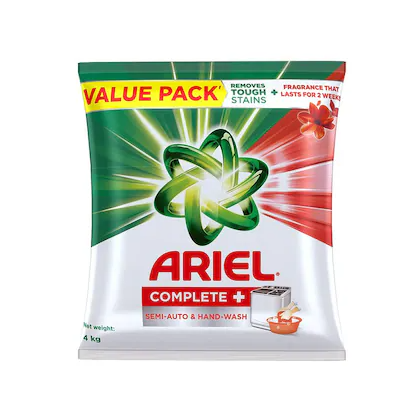 VALUE PACK*
REMOVES
TOUGH
STAINS
+
FRAGRANCE THAT
LASTS FOR 2 WEEKS
ARIEL®
COMPLETE +
SEMI-AUTO & HAND-WASH
Net weight:
4 kg